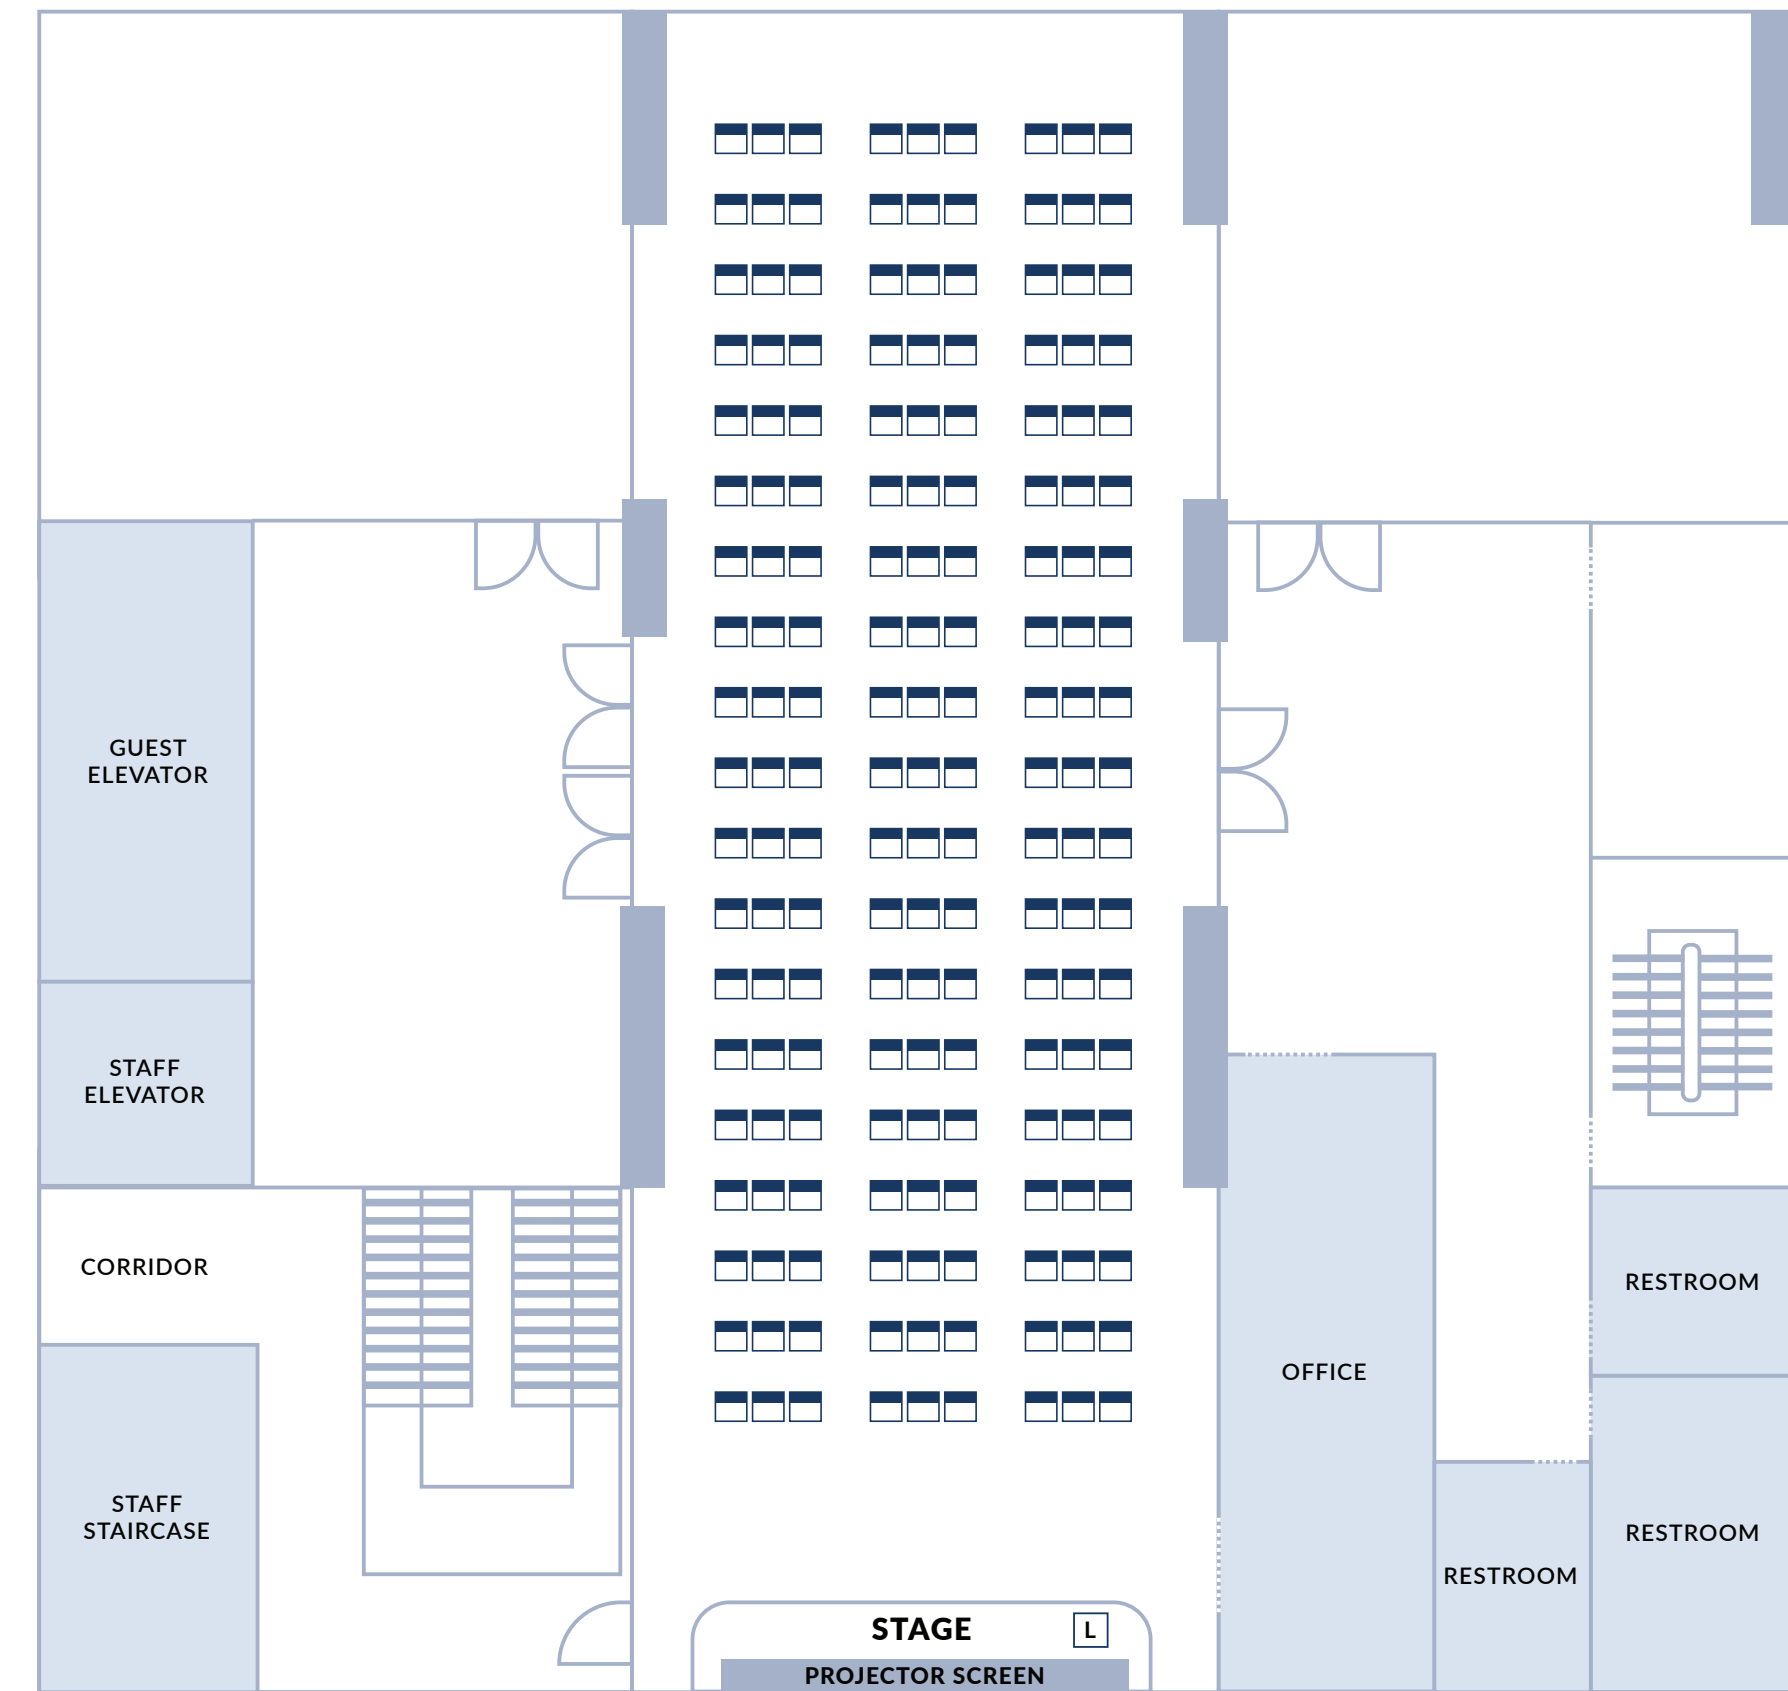 GUEST
ELEVATOR
STAFF
ELEVATOR
CORRIDOR
STAFF
STAIRCASE
STAGE
L
PROJECTOR SCREEN
OFFICE
RESTROOM
RESTROOM
RESTROOM